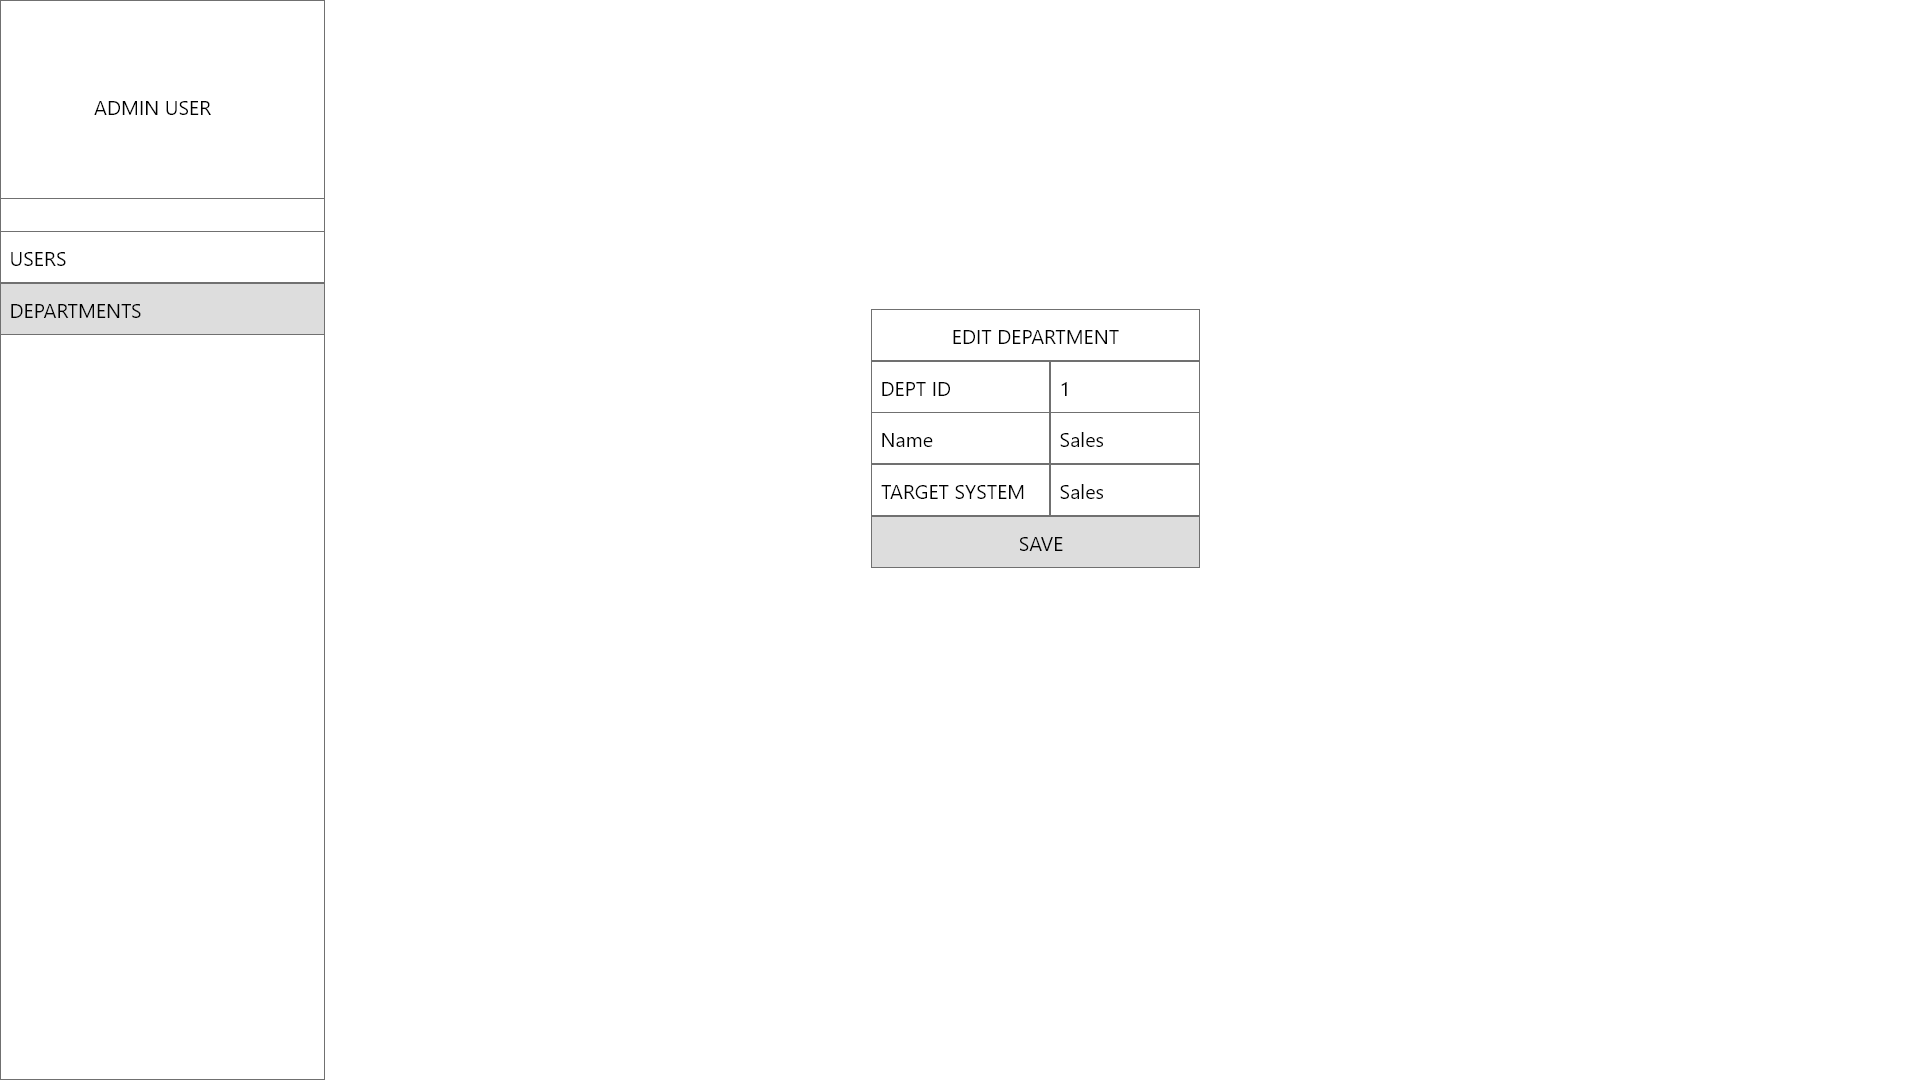 ADMIN USER
USERS
DEPARTMENTS
EDIT DEPARTMENT
DEPT ID 1
Name Sales
TARGET SYSTEM Sales
SAVE